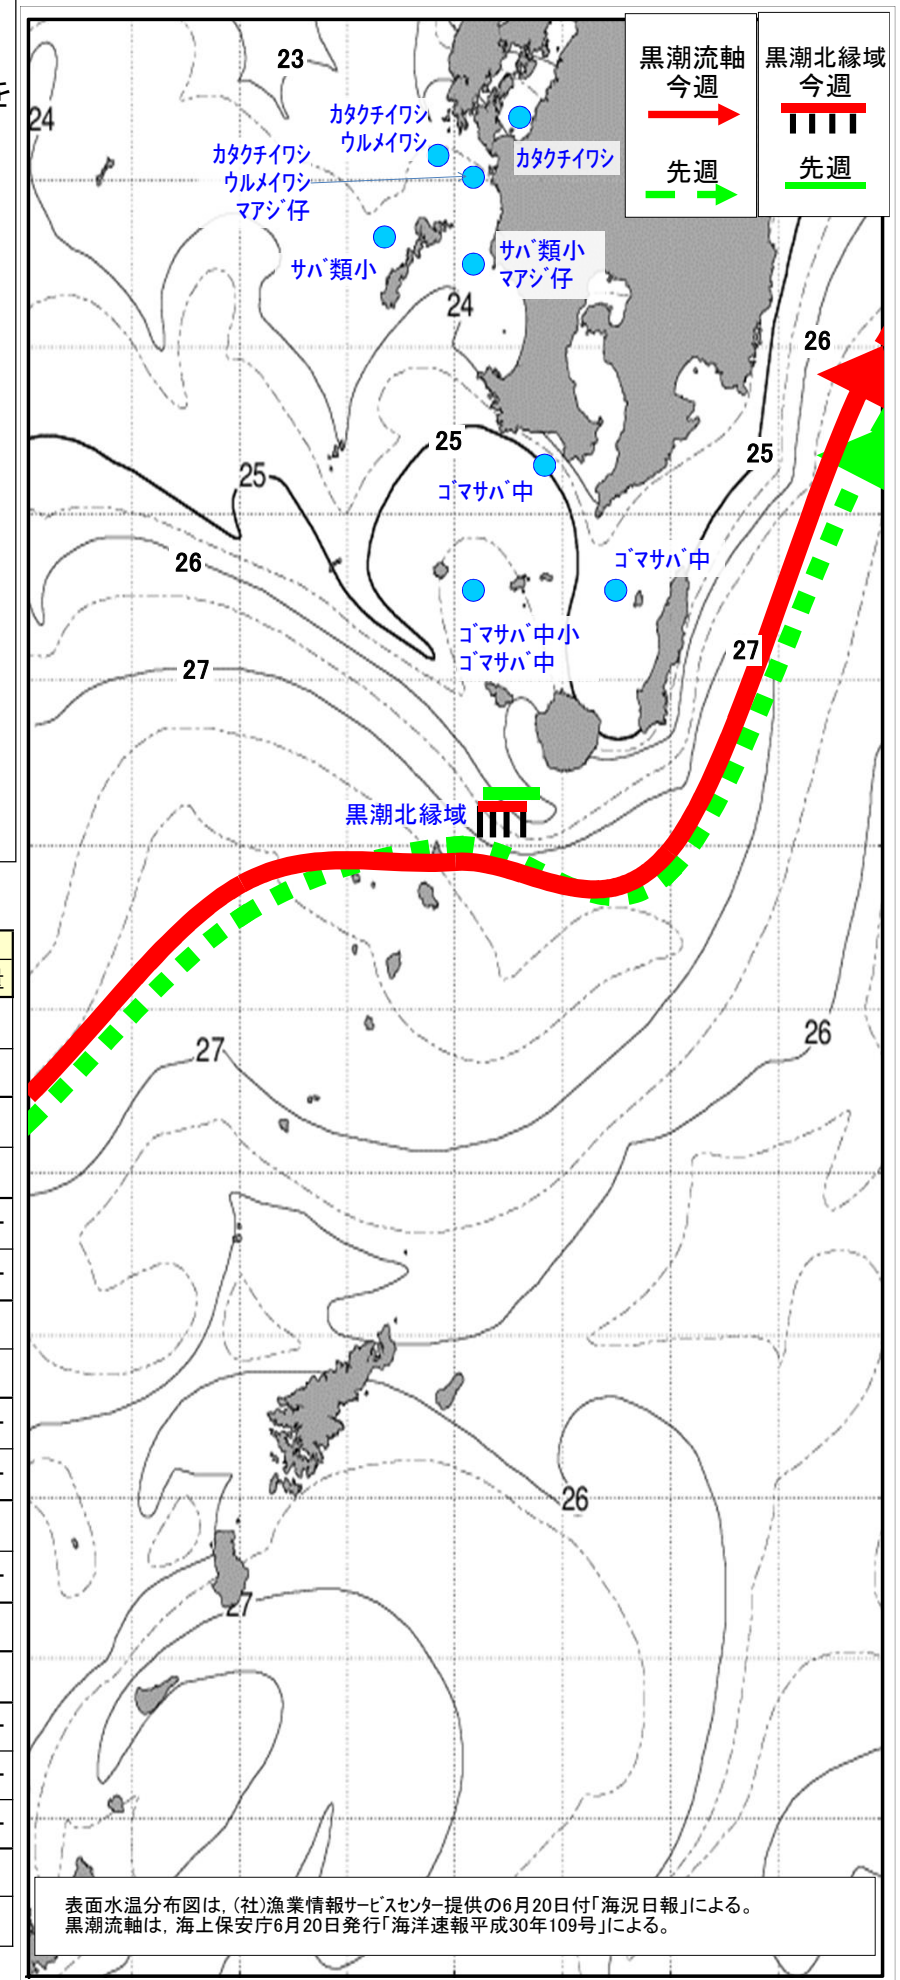 を
量
黒潮流軸
今週
先週
黒潮北縁域
今週
先週
23
24
カタクチイワシ
ウルメイワシ
カタクチイワシ
ウルメイワシ
マアジ仔
カタクチイワシ
サバ類小
サバ類小
マアジ仔
24
26
25
25
25
ゴマサバ中
26
ゴマサバ中
ゴマサバ中小
ゴマサバ中
27
27
黒潮北縁域
27
26
26
27
表面水温分布図は，(社)漁業情報サービスセンター提供の6月20日付「海況日報」による。
黒潮流軸は，海上保安庁6月20日発行「海洋速報平成30年109号」による。